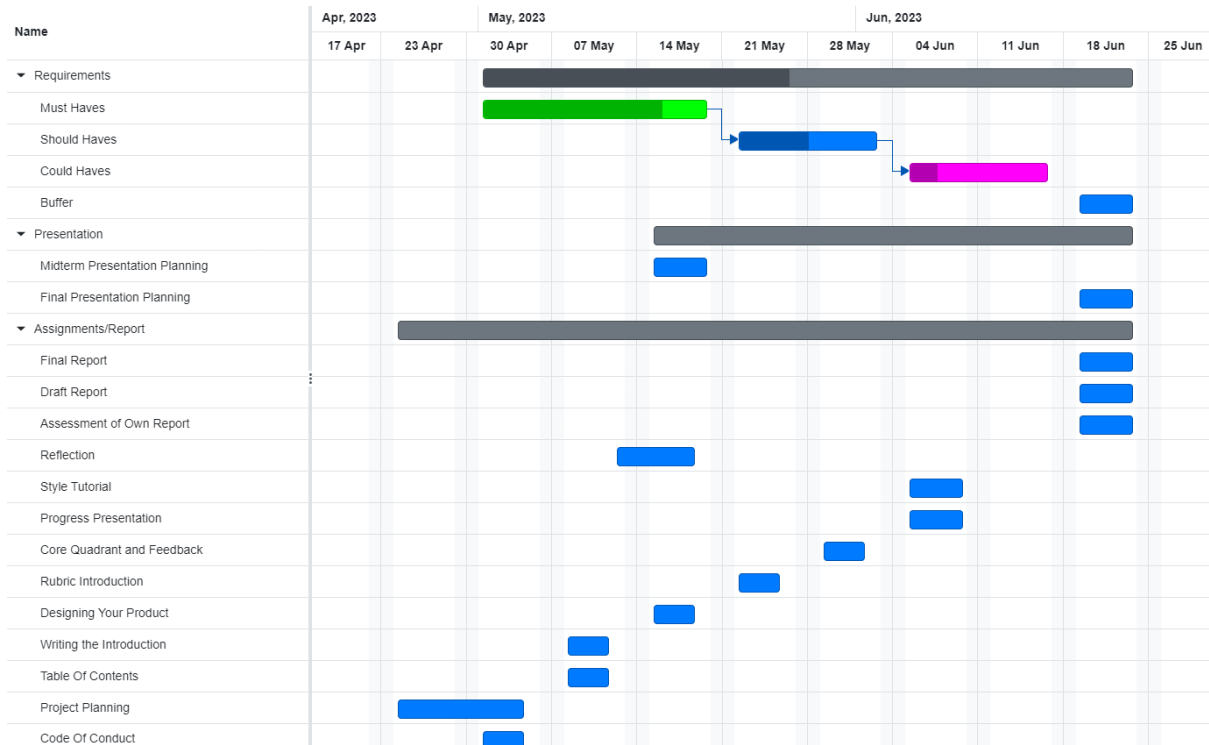 Name
Apr, 2023 May, 2023 Jun, 2023
17 Apr 23 Apr 30 Apr 07 May 14 May 21 May 28 May 04 Jun 11 Jun 18 Jun 25 Jun
Requirements
Must Haves
Should Haves
Could Haves
Buffer
Presentation
Midterm Presentation Planning
Final Presentation Planning
Assignments/Report
Final Report
Draft Report
Assessment of Own Report
Reflection
Style Tutorial
Progress Presentation
Core Quadrant and Feedback
Rubric Introduction
Designing Your Product
Writing the Introduction
Table Of Contents
Project Planning
Code Of Conduct